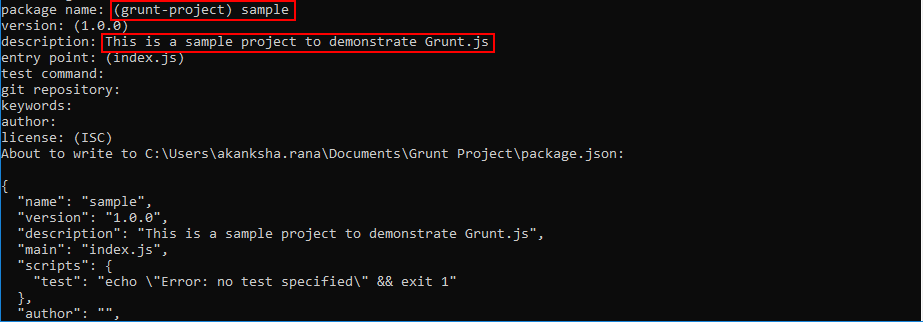 package name: (grunt-project) sample
version: (1.0.0)
description: This is a sample project to demonstrate Grunt.js
entry point: (index.js)
test command:
git repository:
keywords:
author:
license: (ISC)
About to write to C:\Users\akanksha.rana\Documents\Grunt Project\package.json:

{
  "name": "sample",
  "version": "1.0.0",
  "description": "This is a sample project to demonstrate Grunt.js",
  "main": "index.js",
  "scripts": {
    "test": "echo \"Error: no test specified\" && exit 1"
  },
  "author": "",